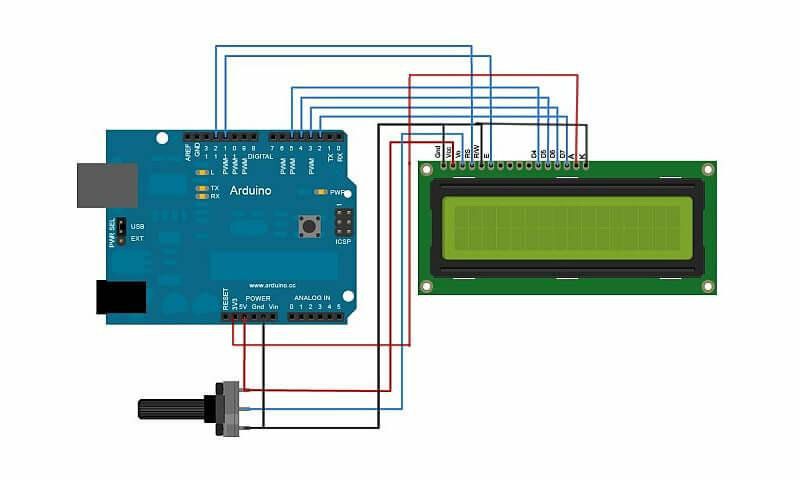 AREF
GND
13
12
11
10
9
8
7
6
5
4
3
2
1
0
PWM
PWM
PWM
PWM
PWM
PWM
TX
RX
DIGITAL
L
TX
RX
Arduino
PWR
1
ICSP
PWR SEL
USB
EXT
www.arduino.cc
POWER
ANALOG IN
RESET
3V3
5V
Gnd
Vin
0 1 2 3 4 5
Gnd
Vcc
Vo
RS
R/W
E
D4
D5
D6
D7
A
K